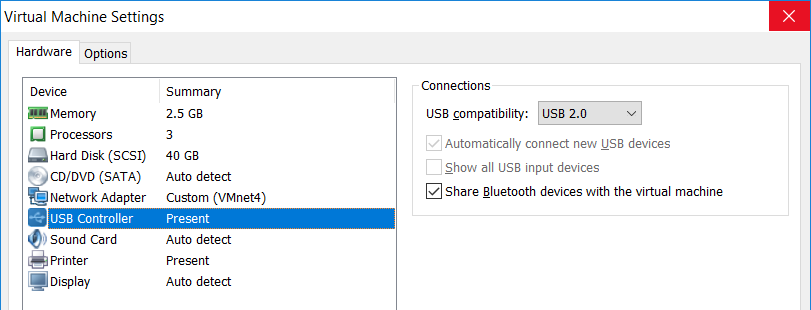 Virtual Machine Settings
Hardware Options
Device Summary
Memory 2.5 GB
Processors 3
Hard Disk (SCSI) 40 GB
CD/DVD (SATA) Auto detect
Network Adapter Custom (VMnet4)
USB Controller Present
Sound Card Auto detect
Printer Present
Display Auto detect
Connections
USB compatibility: USB 2.0
Automatically connect new USB devices
Show all USB input devices
Share Bluetooth devices with the virtual machine